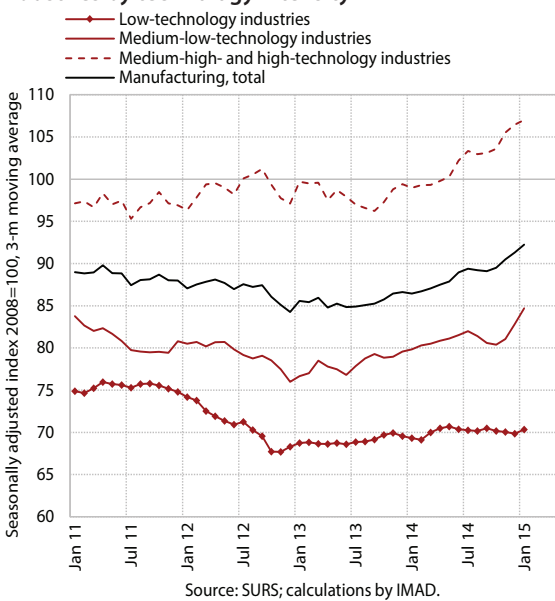 Low-technology industries
Medium-low-technology industries
Medium-high- and high-technology industries
Manufacturing, total
Seasonally adjusted index 2008=100, 3-m moving average
110
105
100
95
90
85
80
75
70
65
60
Jan 11
Jul 11
Jan 12
Jul 12
Jan 13
Jul 13
Jan 14
Jul 14
Jan 15
Source: SURS; calculations by IMAD.